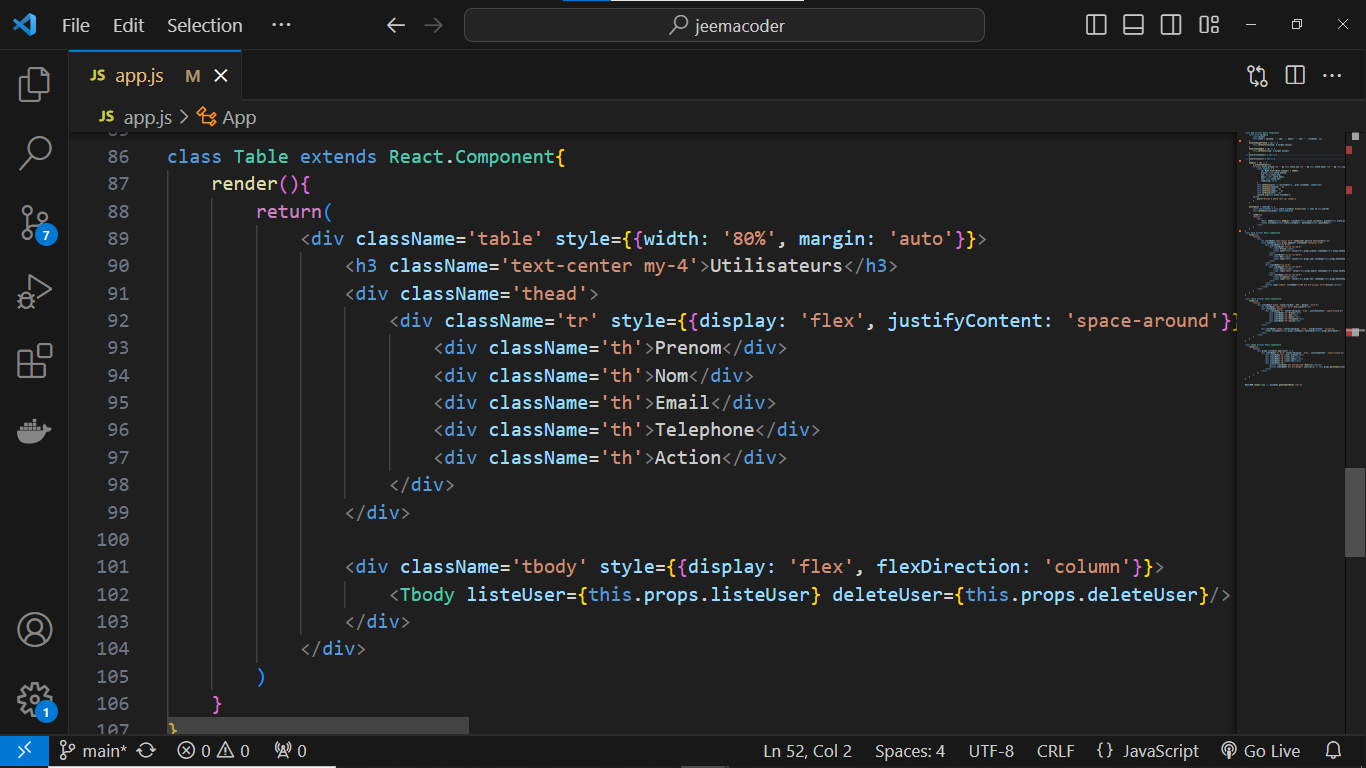 File Edit Selection ···
jeemacoder
JS app.js M
JS app.js > App
86 class Table extends React.Component{
87 render(){
88 return(
89 <div className='table' style={{width: '80%', margin: 'auto'}}>
90 <h3 className='text-center my-4'>Utilisateurs</h3>
91 <div className='thead'>
92 <div className='tr' style={{display: 'flex', justifyContent: 'space-around'}}
93 <div className='th'>Prenom</div>
94 <div className='th'>Nom</div>
95 <div className='th'>Email</div>
96 <div className='th'>Telephone</div>
97 <div className='th'>Action</div>
98 </div>
99 </div>
100
101 <div className='tbody' style={{display: 'flex', flexDirection: 'column'}}>
102 <Tbody listeUser={this.props.listeUser} deleteUser={this.props.deleteUser}/>
103 </div>
104 </div>
105 )
106 }
107 }
7
1
main* 0 0 0 Ln 52, Col 2 Spaces: 4 UTF-8 CRLF {} JavaScript Go Live